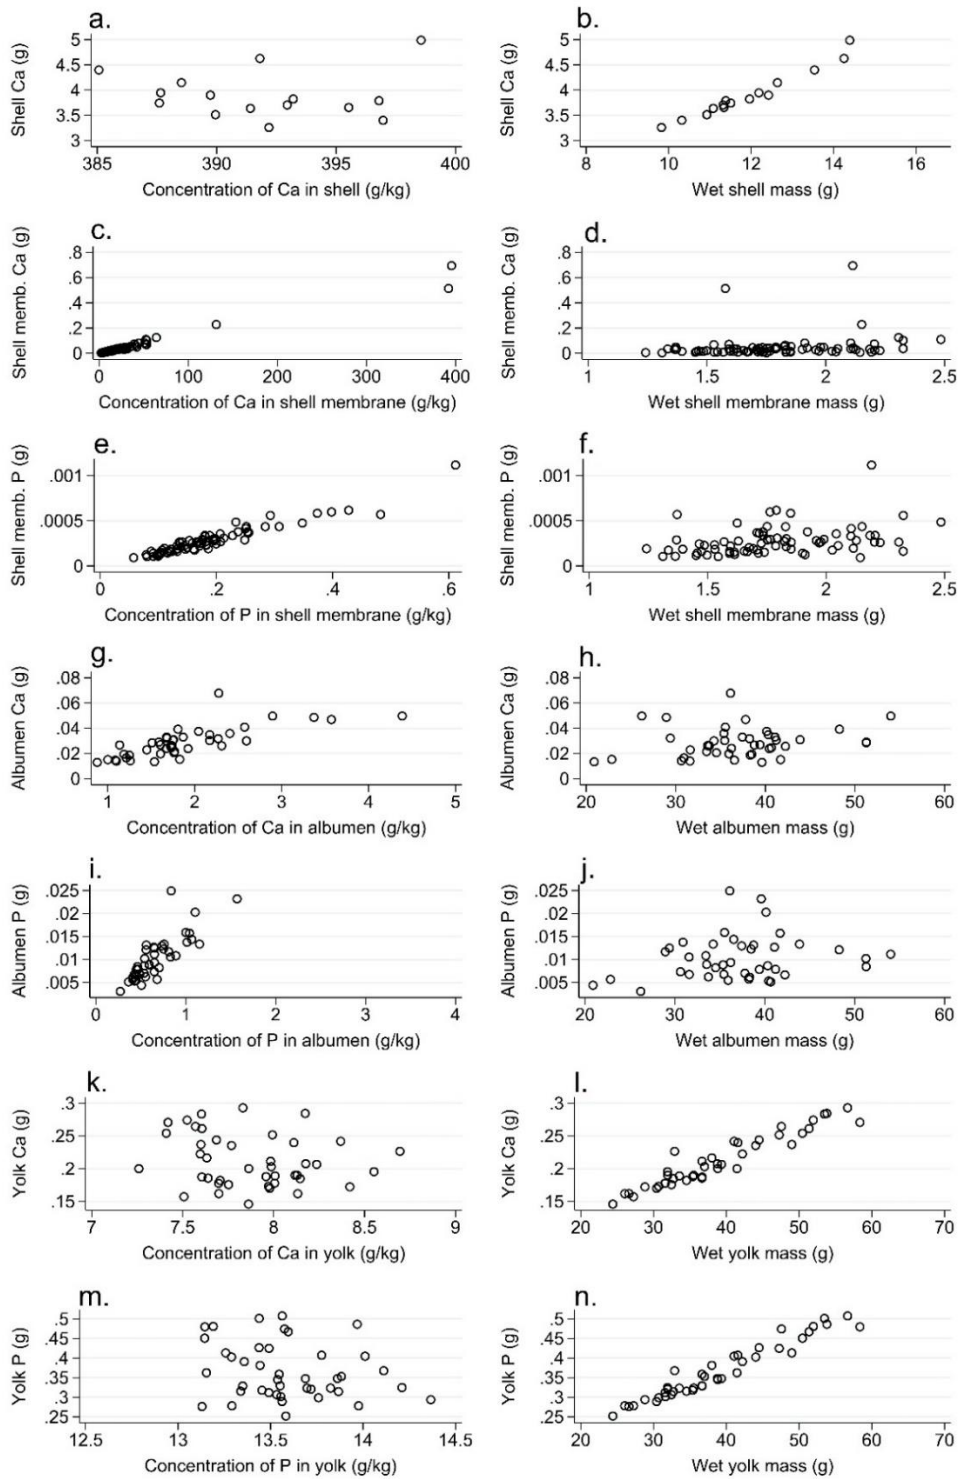 a.
Shell Ca (g)
5
4.5
4
3.5
3
385 390 395 400
Concentration of Ca in shell (g/kg)
b.
Shell Ca (g)
5
4.5
4
3.5
3
8 10 12 14 16
Wet shell mass (g)
c.
Shell memb. Ca (g)
.8
.6
.4
.2
0
0 100 200 300 400
Concentration of Ca in shell membrane (g/kg)
d.
Shell memb. Ca (g)
.8
.6
.4
.2
0
1 1.5 2 2.5
Wet shell membrane mass (g)
e.
Shell memb. P (g)
.001
.0005
0
0 .2 .4 .6
Concentration of P in shell membrane (g/kg)
f.
Shell memb. P (g)
.001
.0005
0
1 1.5 2 2.5
Wet shell membrane mass (g)
g.
Albumen Ca (g)
.08
.06
.04
.02
0
1 2 3 4 5
Concentration of Ca in albumen (g/kg)
h.
Albumen Ca (g)
.08
.06
.04
.02
0
20 30 40 50 60
Wet albumen mass (g)
i.
Albumen P (g)
.025
.02
.015
.01
.005
0 1 2 3 4
Concentration of P in albumen (g/kg)
j.
Albumen P (g)
.025
.02
.015
.01
.005
20 30 40 50 60
Wet albumen mass (g)
k.
Yolk Ca (g)
.3
.25
.2
.15
7 7.5 8 8.5 9
Concentration of Ca in yolk (g/kg)
l.
Yolk Ca (g)
.3
.25
.2
.15
20 30 40 50 60 70
Wet yolk mass (g)
m.
Yolk P (g)
.5
.45
.4
.35
.3
.25
12.5 13 13.5 14 14.5
Concentration of P in yolk (g/kg)
n.
Yolk P (g)
.5
.45
.4
.35
.3
.25
20 30 40 50 60 70
Wet yolk mass (g)